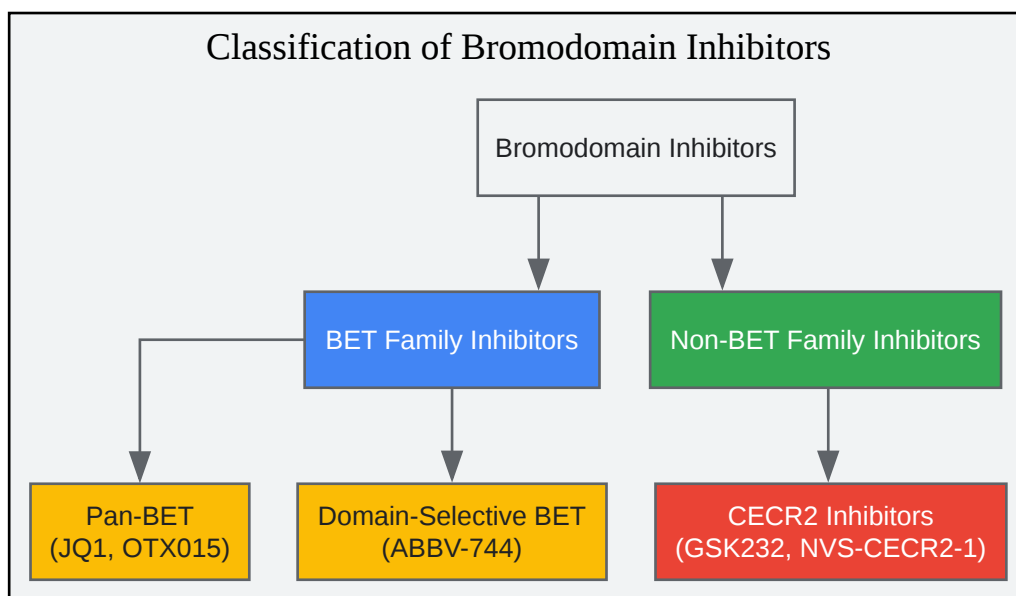 Classification of Bromodomain Inhibitors
Bromodomain Inhibitors
BET Family Inhibitors
Non-BET Family Inhibitors
Pan-BET
(JQ1, OTX015)
Domain-Selective BET
(ABBV-744)
CECR2 Inhibitors
(GSK232, NVS-CECR2-1)